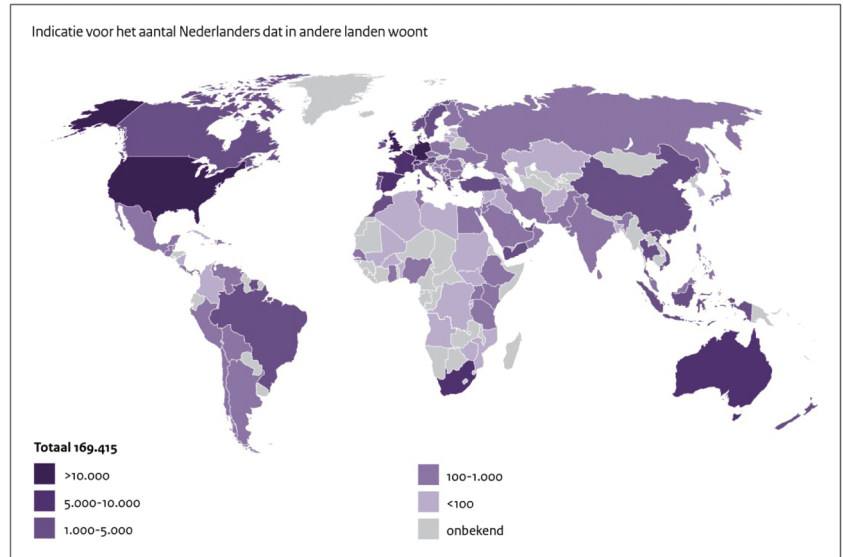 Indicatie voor het aantal Nederlanders dat in andere landen woont
Totaal 169.415
>10.000
5.000-10.000
1.000-5.000
100-1.000
<100
onbekend